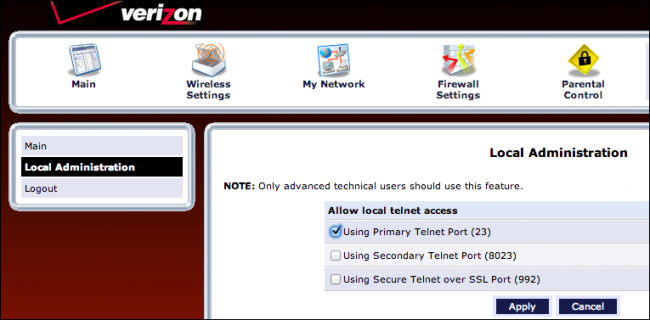 verizon
Main
Wireless Settings
My Network
Firewall Settings
Parental Control
Main
Local Administration
Logout
Local Administration
NOTE: Only advanced technical users should use this feature.
Allow local telnet access
Using Primary Telnet Port (23)
Using Secondary Telnet Port (8023)
Using Secure Telnet over SSL Port (992)
Apply
Cancel